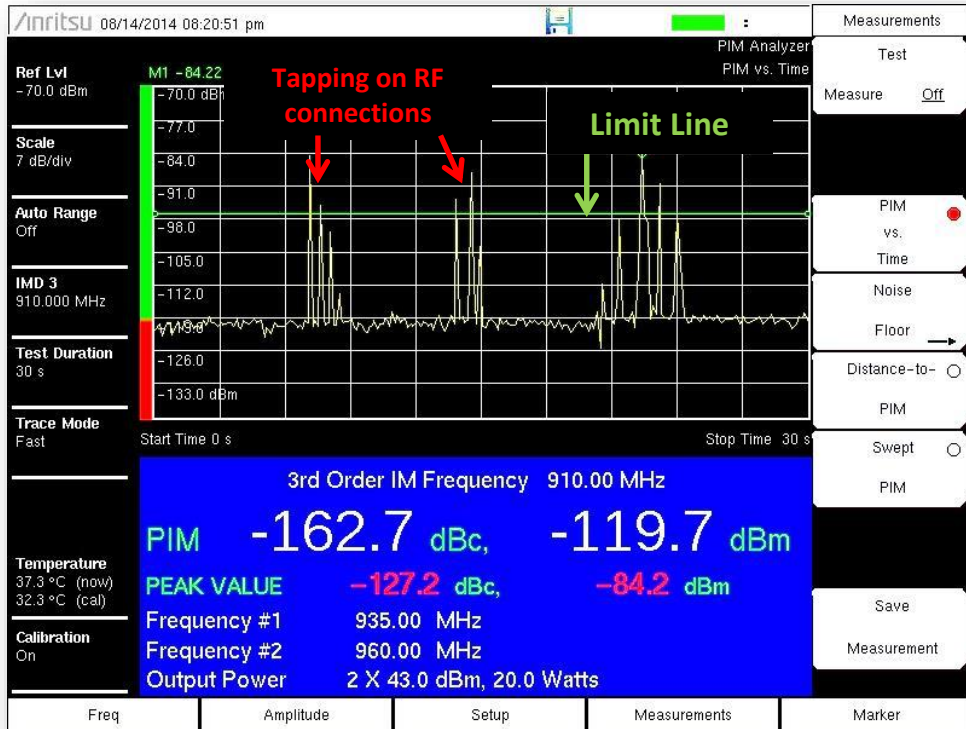 /Inritsu 08/14/2014 08:20:51 pm
:
Measurements
PIM Analyzer
PIM vs. Time
Ref Lvl
-70.0 dBm
Scale
7 dB/div
Auto Range
Off
IMD 3
910.000 MHz
Test Duration
30 s
Trace Mode
Fast
Temperature
37.3 °C (now)
32.3 °C (cal)
Calibration
On
M1 -84.22
Tapping on RF
connections
Limit Line
-70.0 dBm
-77.0
-84.0
-91.0
-98.0
-105.0
-112.0
-126.0
-133.0 dBm
Start Time 0 s
Stop Time 30 s
3rd Order IM Frequency 910.00 MHz
PIM -162.7 dBc, -119.7 dBm
PEAK VALUE -127.2 dBc, -84.2 dBm
Frequency #1 935.00 MHz
Frequency #2 960.00 MHz
Output Power 2 X 43.0 dBm, 20.0 Watts
Test
Measure Off
PIM
vs.
Time
Noise
Floor
Distance-to-
PIM
Swept
PIM
Save
Measurement
Freq
Amplitude
Setup
Measurements
Marker